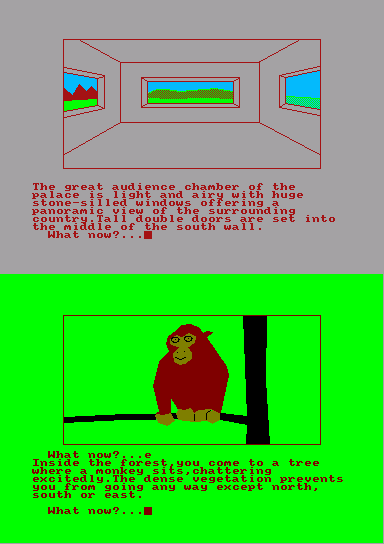 The great audience chamber of the
palace is light and airy with huge
stone-silled windows offering a
panoramic view of the surrounding
country.Tall double doors are set into
the middle of the south wall.
What now?...
What now?...e
Inside the forest,you come to a tree
where a monkey sits,chattering
excitedly.The dense vegetation prevents
you from going any way except north,
south or east.
What now?...